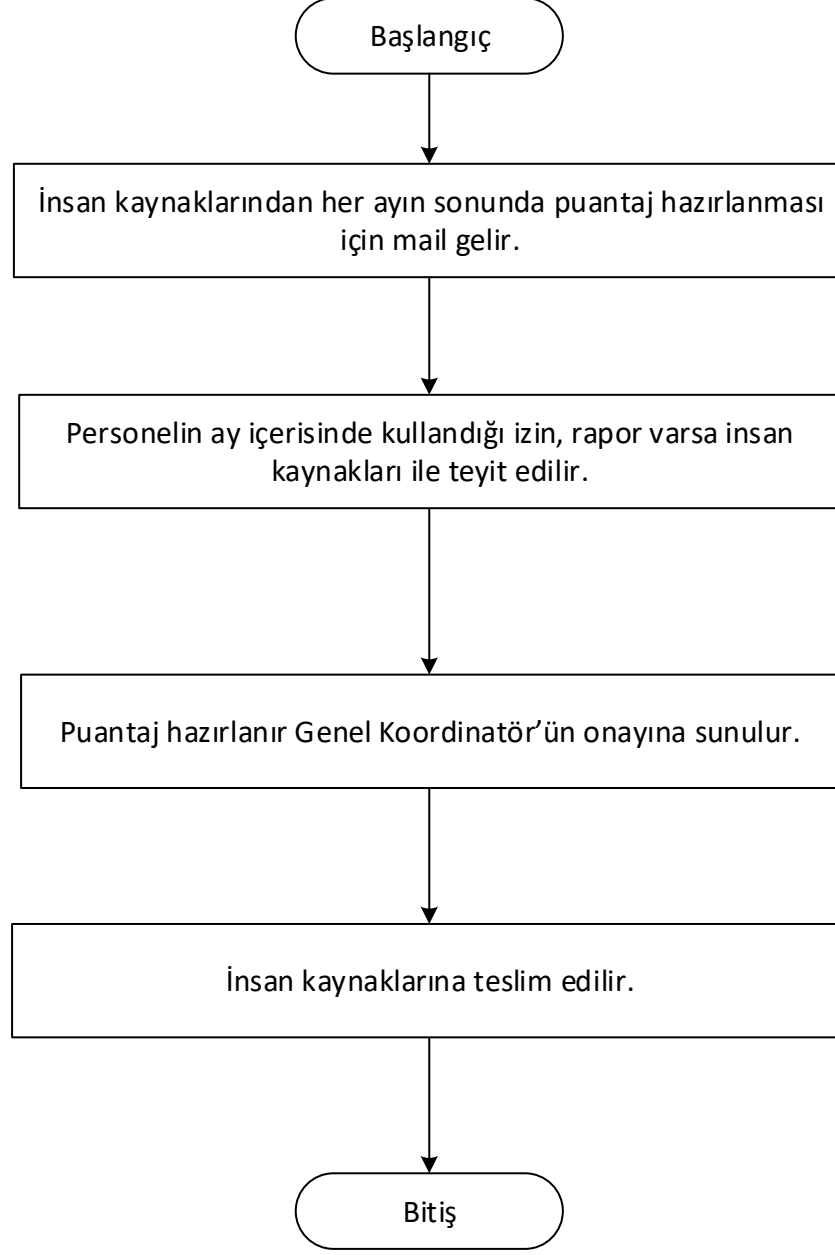 Başlangıç
İnsan kaynaklarından her ayın sonunda puantaj hazırlanması
için mail gelir.
Personelin ay içerisinde kullandığı izin, rapor varsa insan
kaynakları ile teyit edilir.
Puantaj hazırlanır Genel Koordinatör’ün onayına sunulur.
İnsan kaynaklarına teslim edilir.
Bitiş